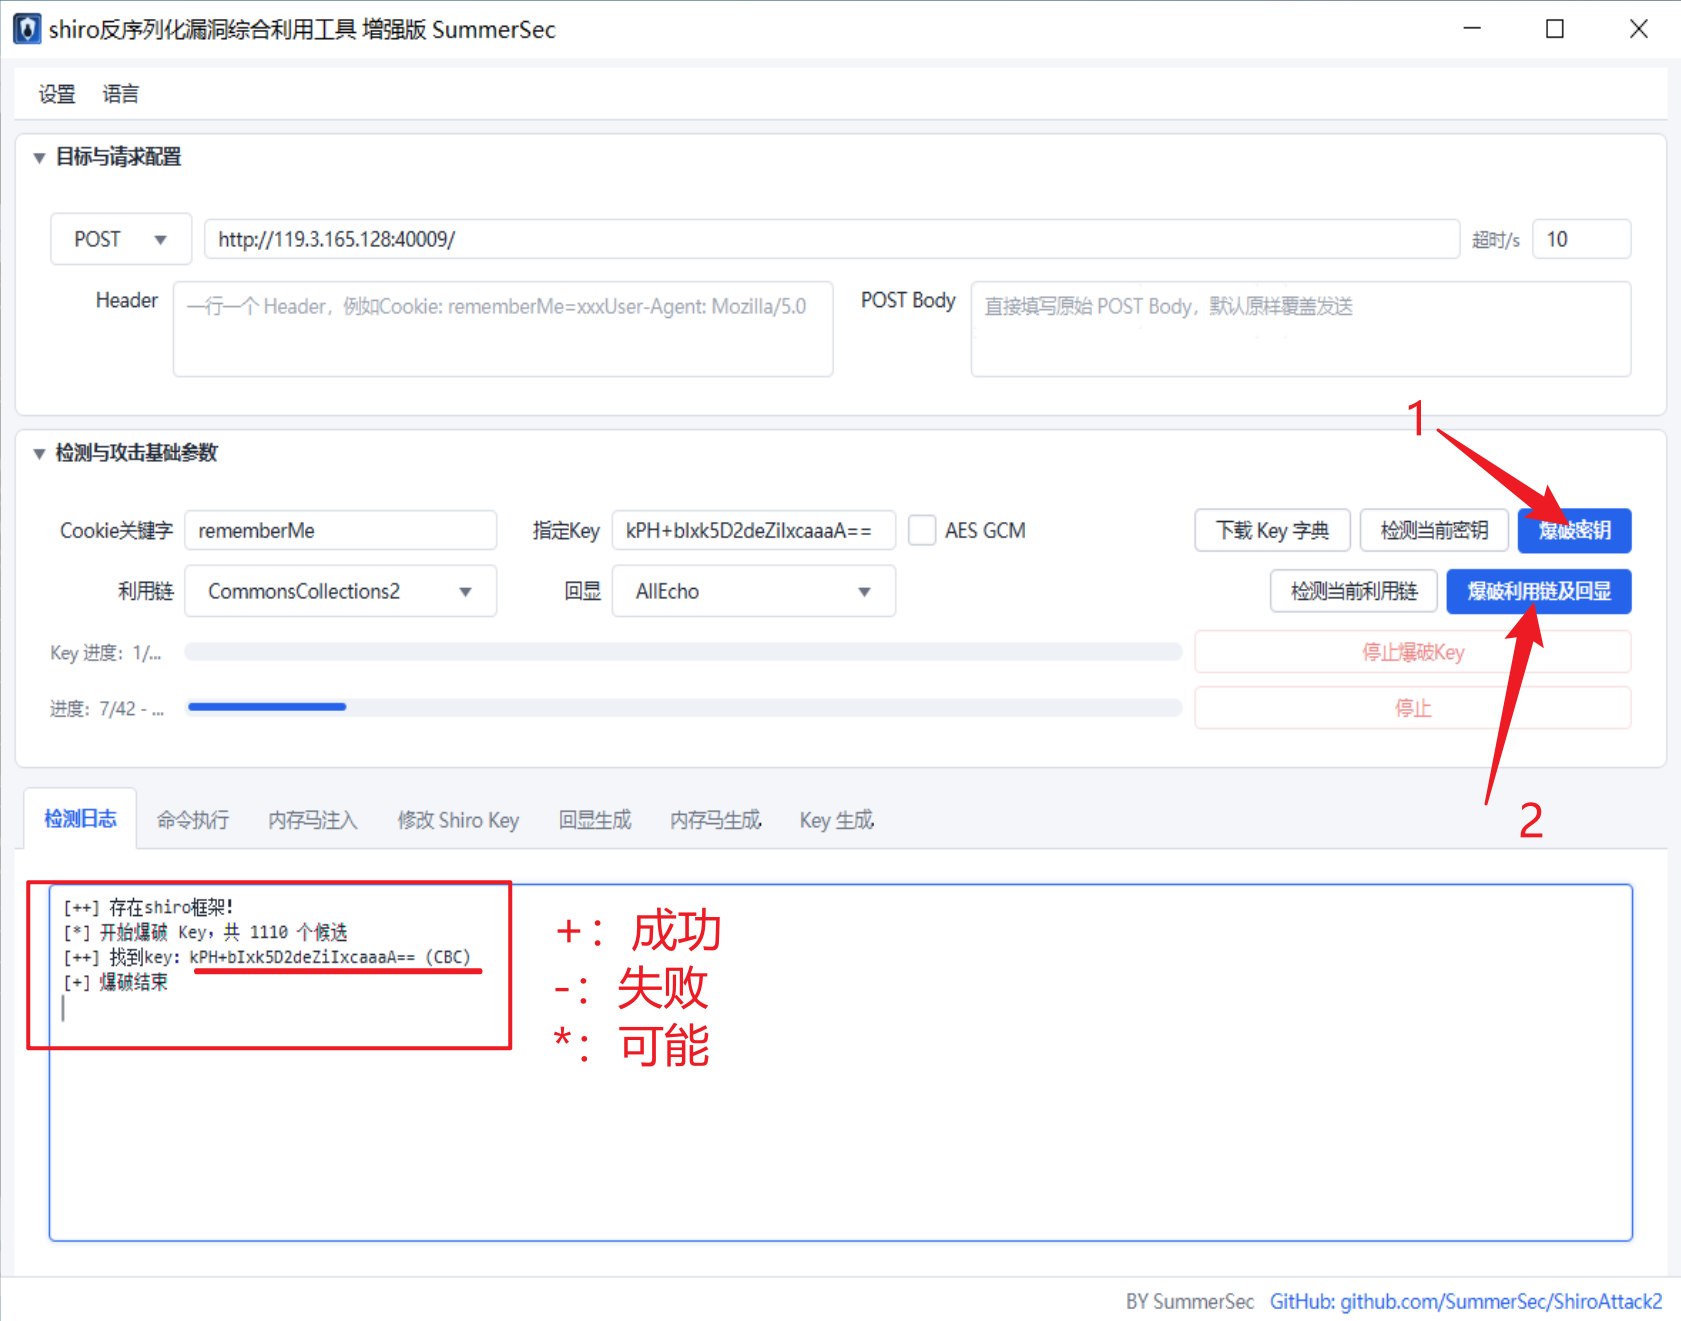 shiro反序列化漏洞综合利用工具 增强版 SummerSec
设置 语言
目标与请求配置
POST http://119.3.165.128:40009/ 超时/s 10
Header 一行一个 Header，例如Cookie: rememberMe=xxxUser-Agent: Mozilla/5.0 POST Body 直接填写原始 POST Body，默认原样覆盖发送
1
检测与攻击基础参数
Cookie关键字 rememberMe 指定Key kPH+bIxk5D2deZiIxcaaaA== AES GCM 下载 Key 字典 检测当前密钥 爆破密钥
利用链 CommonsCollections2 回显 AllEcho 检测当前利用链 爆破利用链及回显
Key 进度：1/... 停止爆破Key
进度：7/42 - ... 停止
2
检测日志 命令执行 内存马注入 修改 Shiro Key 回显生成 内存马生成 Key 生成
[++] 存在shiro框架!
[*] 开始爆破 Key，共 1110 个候选
[++] 找到key：kPH+bIxk5D2deZiIxcaaaA== (CBC)
[+] 爆破结束
+：成功
-：失败
*：可能
BY SummerSec GitHub: github.com/SummerSec/ShiroAttack2